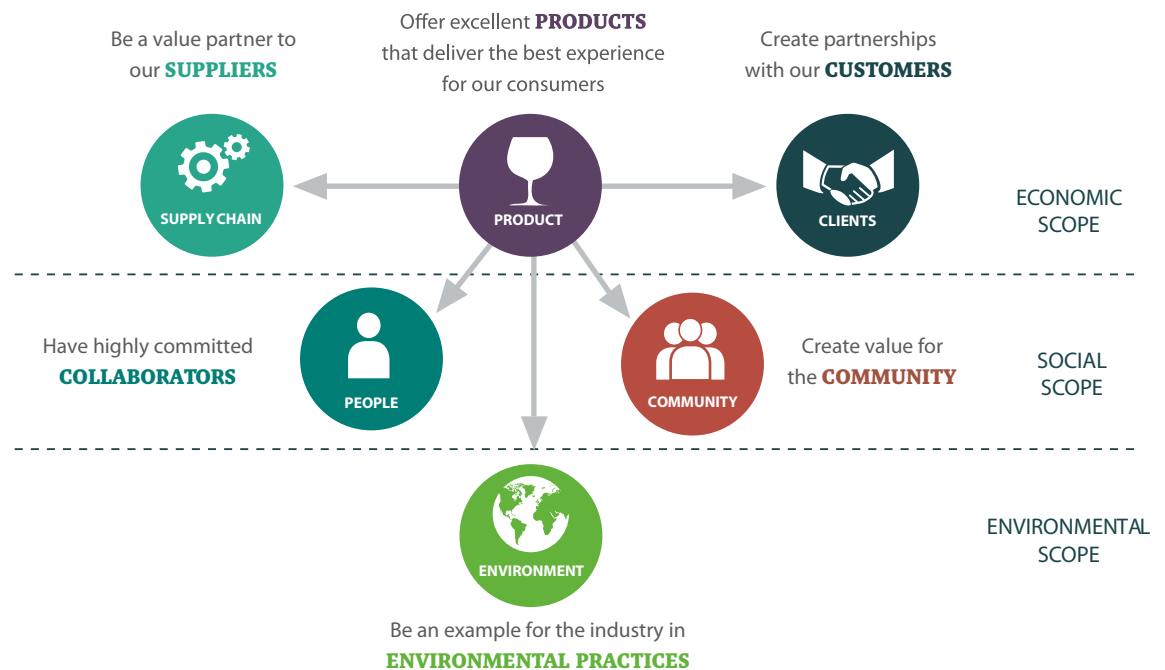 Be a value partner to
our SUPPLIERS
Offer excellent PRODUCTS
that deliver the best experience
for our consumers
Create partnerships
with our CUSTOMERS
SUPPLY CHAIN
PRODUCT
CLIENTS
ECONOMIC
SCOPE
Have highly committed
COLLABORATORS
PEOPLE
COMMUNITY
Create value for
the COMMUNITY
SOCIAL
SCOPE
ENVIRONMENT
ENVIRONMENTAL
SCOPE
Be an example for the industry in
ENVIRONMENTAL PRACTICES